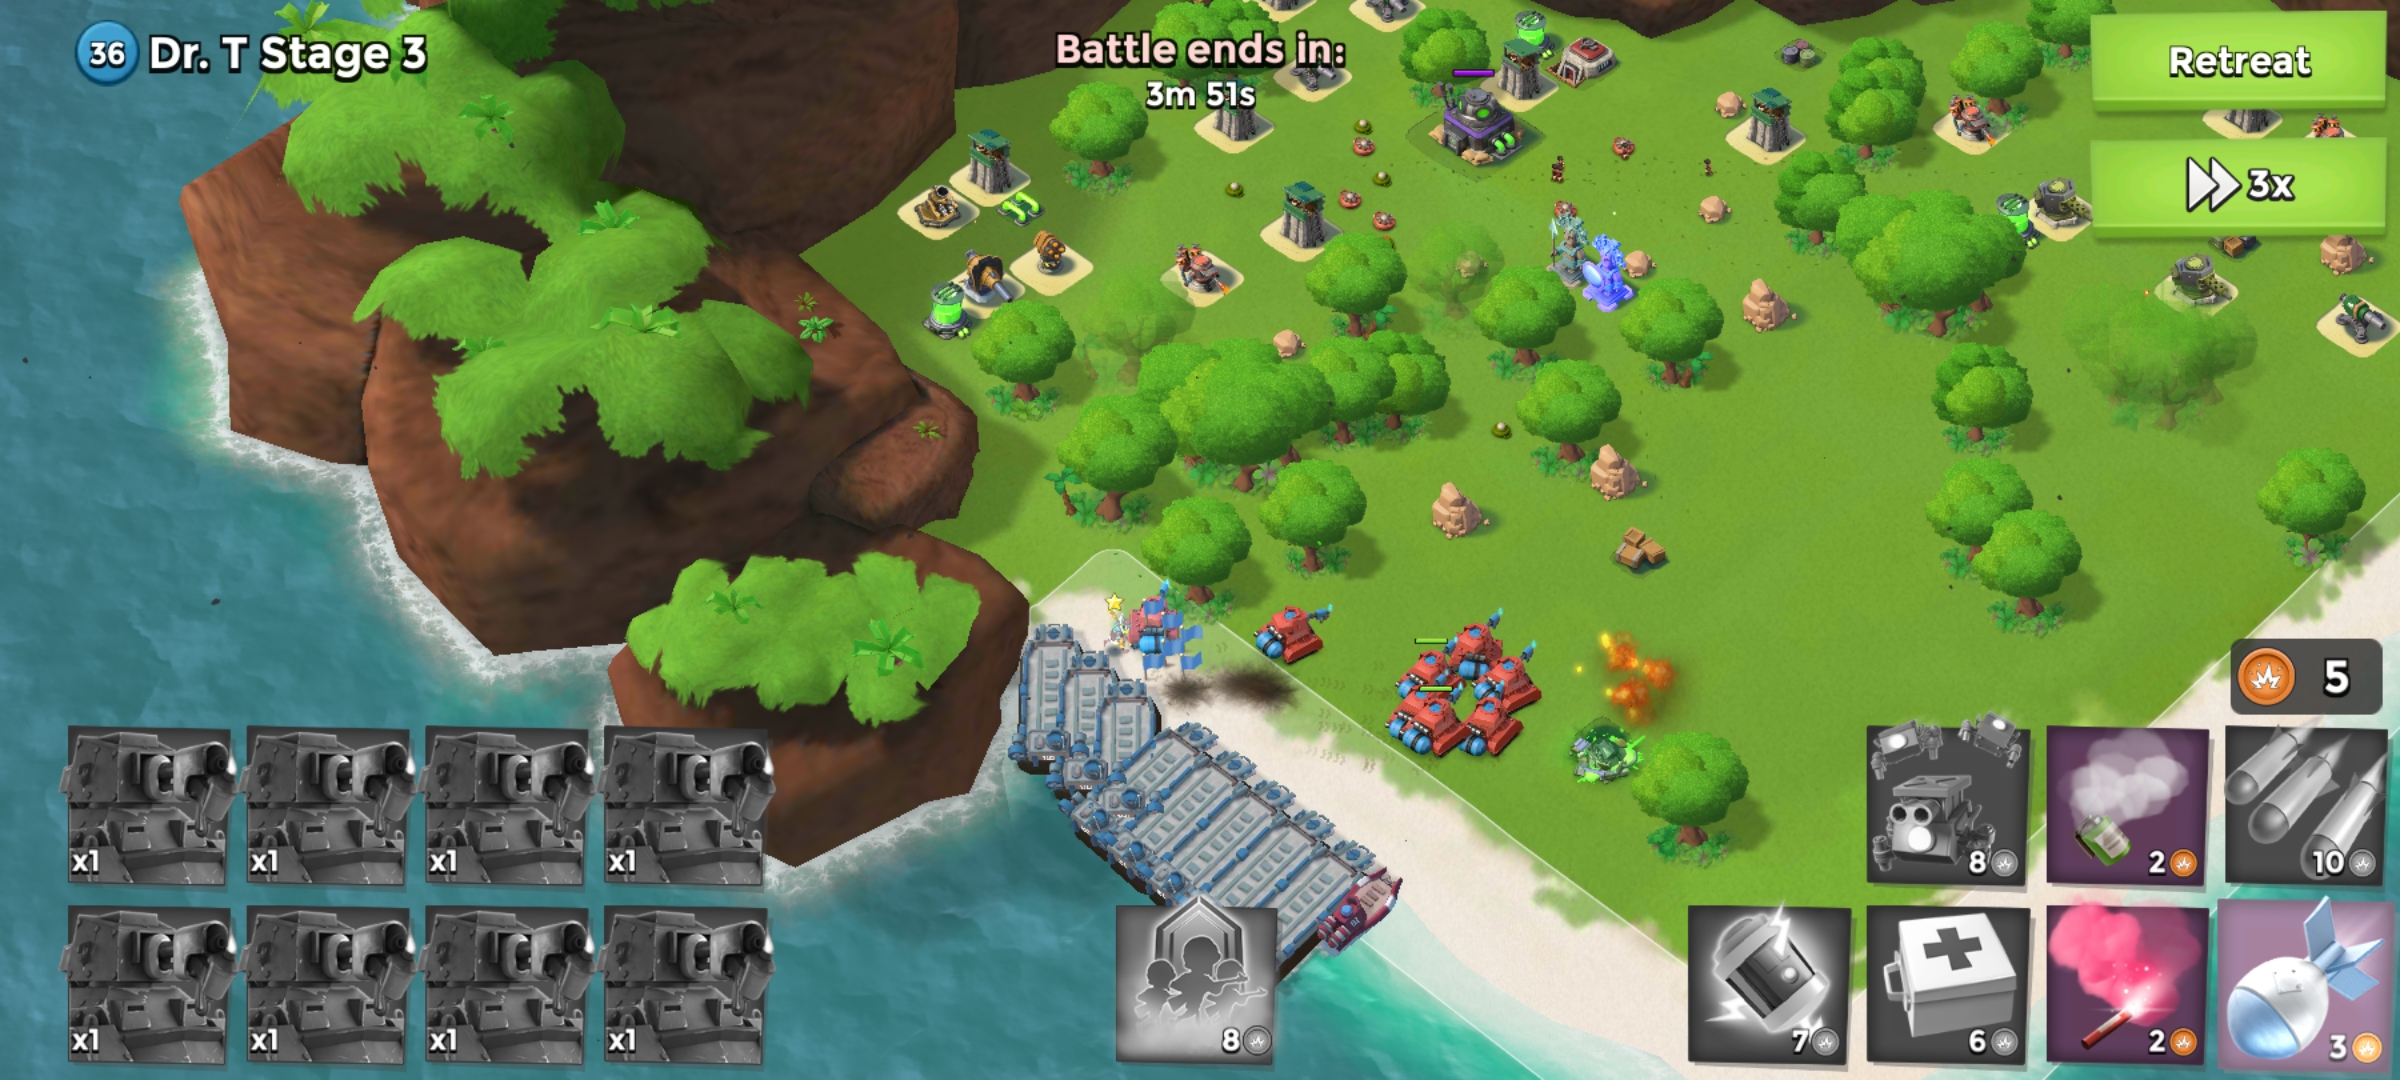 36 Dr. T Stage 3
Battle ends in:
3m 51s
Retreat
3x
5
x1
x1
x1
x1
8
2
10
x1
x1
x1
x1
8
7
6
2
3